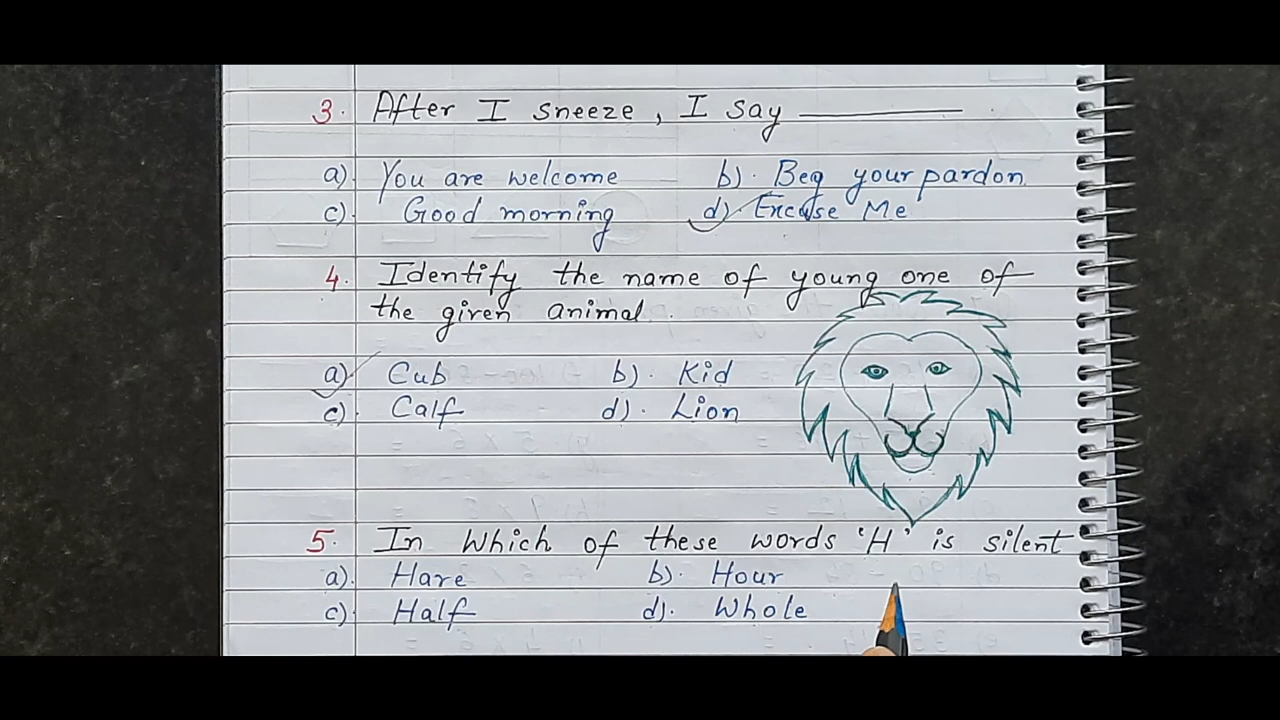 3. After I sneeze, I say ______ .
a). You are welcome b). Beg your pardon
c). Good morning d). Excuse Me
4. Identify the name of young one of
the given animal.
a) Cub b). Kid
c). Calf d). Lion
5. In Which of these words 'H' is silent
a). Hare b). Hour
c) Half d). Whole